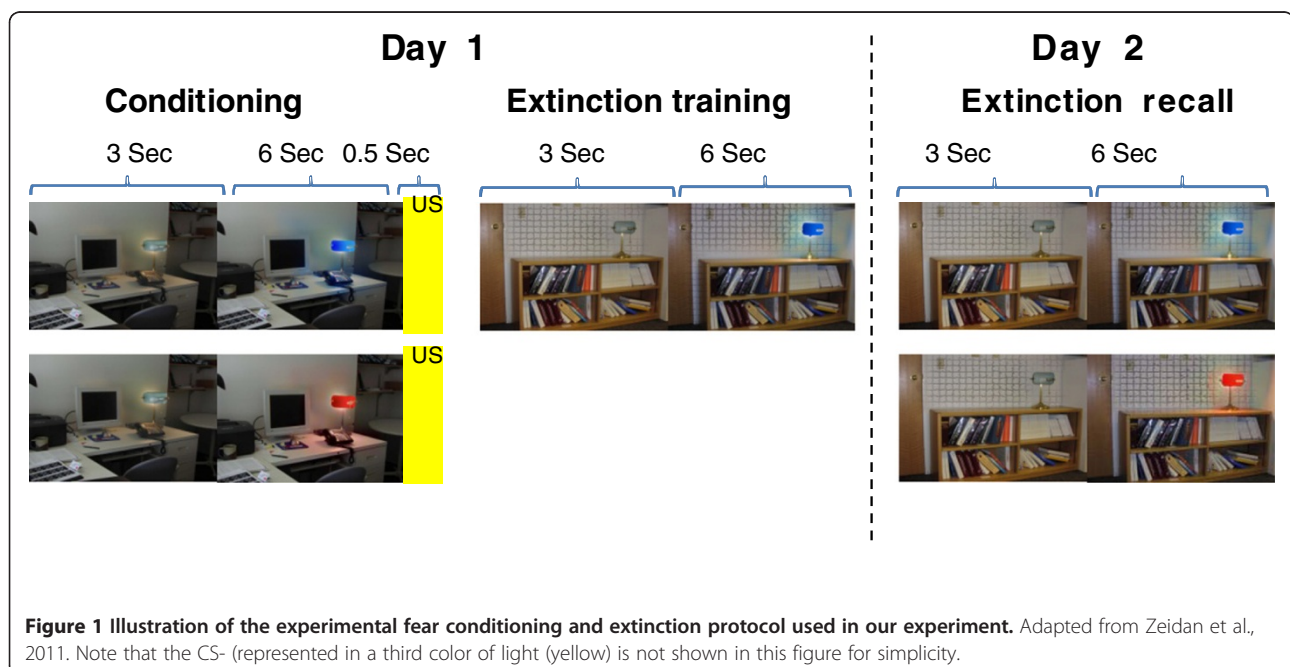 Day 1
Day 2
Conditioning
Extinction training
Extinction recall
3 Sec
6 Sec
0.5 Sec
3 Sec
6 Sec
3 Sec
6 Sec
US
US
Figure 1 Illustration of the experimental fear conditioning and extinction protocol used in our experiment. Adapted from Zeidan et al.,
2011. Note that the CS- (represented in a third color of light (yellow) is not shown in this figure for simplicity.